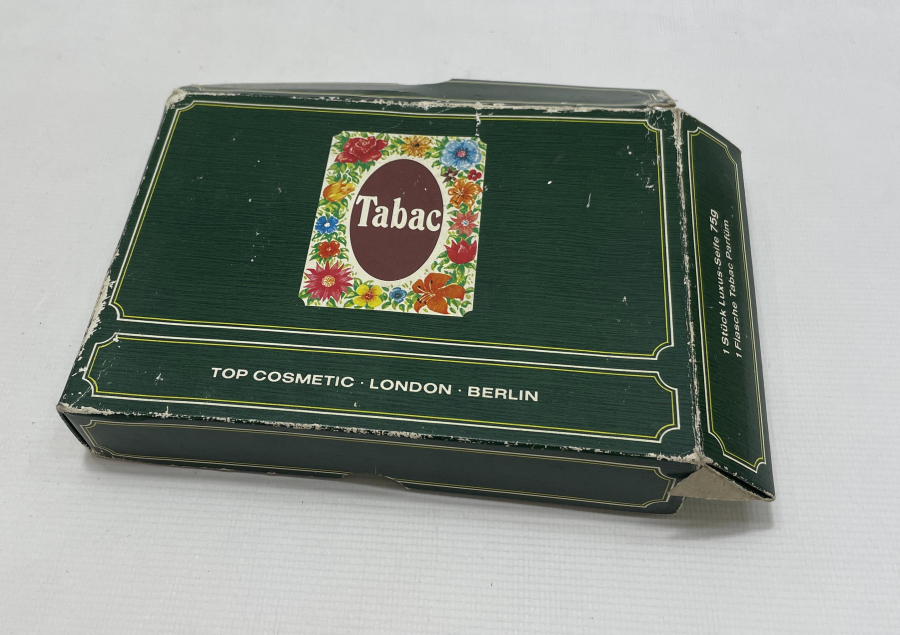 Tabac
TOP COSMETIC · LONDON · BERLIN
1 Stück Luxus-Seife 75g
1 Flasche Tabac Parfüm